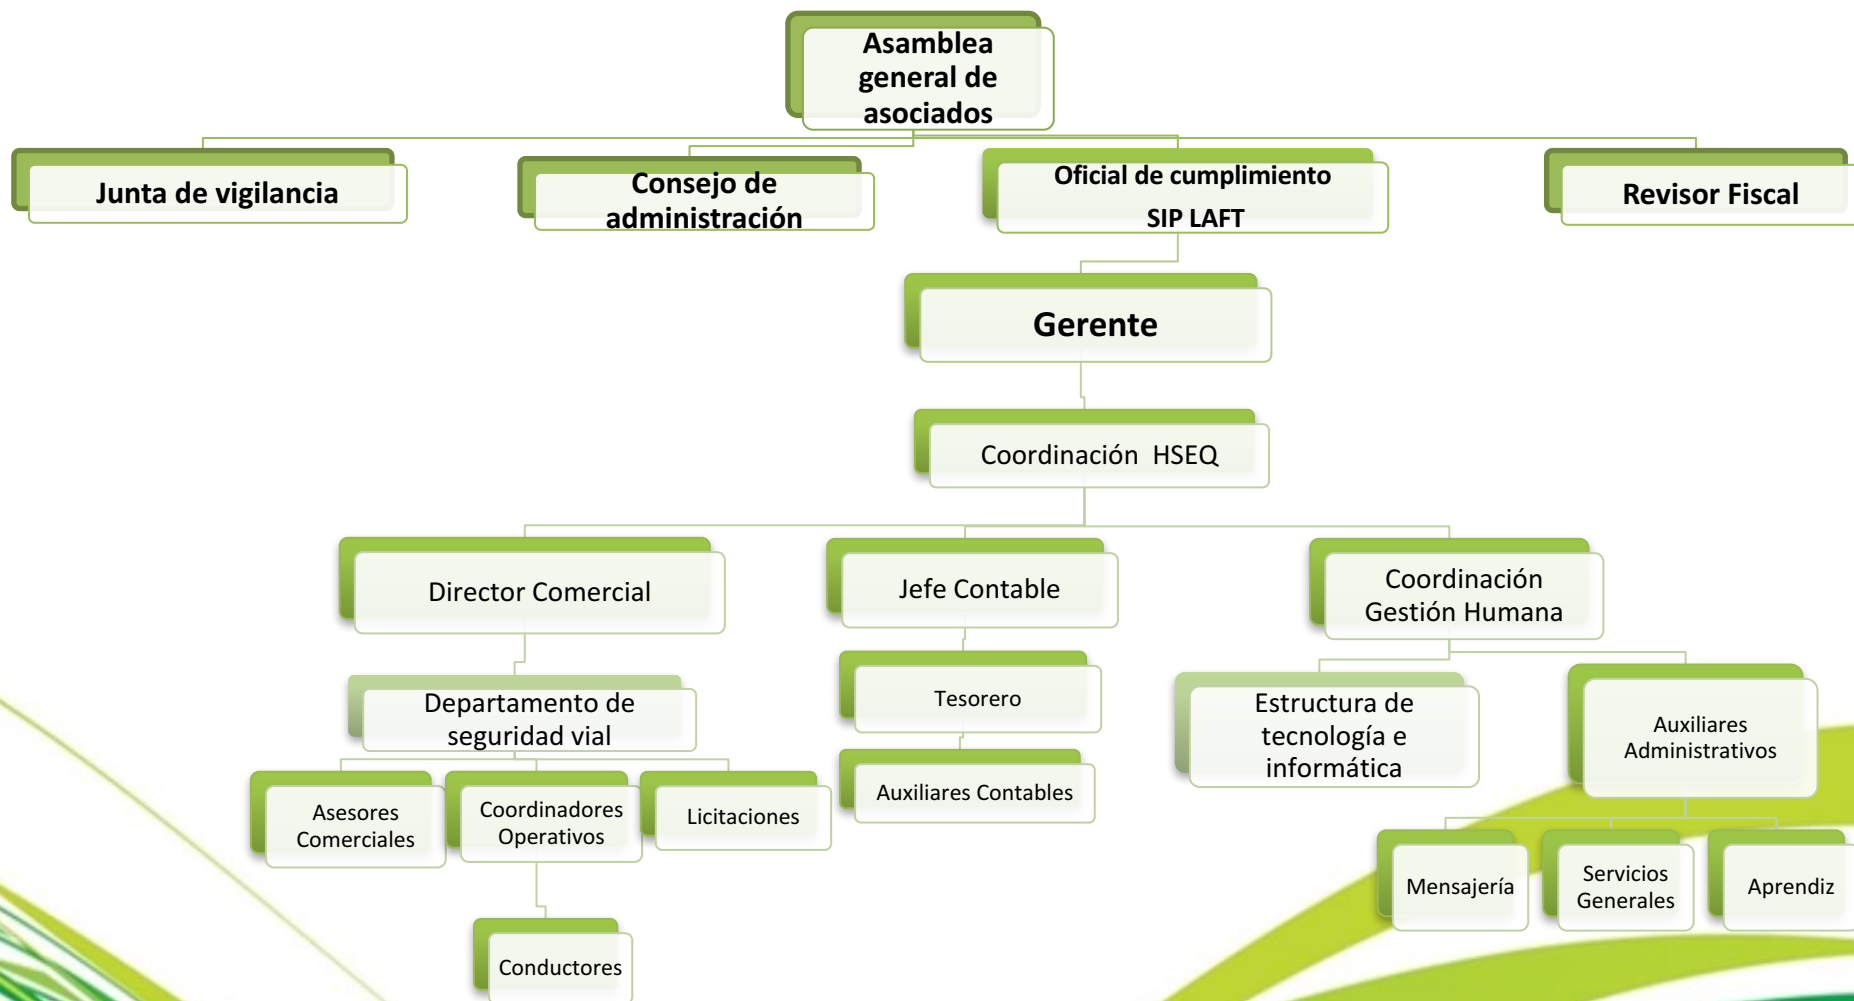 Asamblea
general de
asociados
Junta de vigilancia
Consejo de
administración
Oficial de cumplimiento
SIP LAFT
Revisor Fiscal
Gerente
Coordinación  HSEQ
Director Comercial
Jefe Contable
Coordinación
Gestión Humana
Departamento de
seguridad vial
Tesorero
Estructura de
tecnología e
informática
Auxiliares
Administrativos
Asesores
Comerciales
Coordinadores
Operativos
Licitaciones
Auxiliares Contables
Mensajería
Servicios
Generales
Aprendiz
Conductores